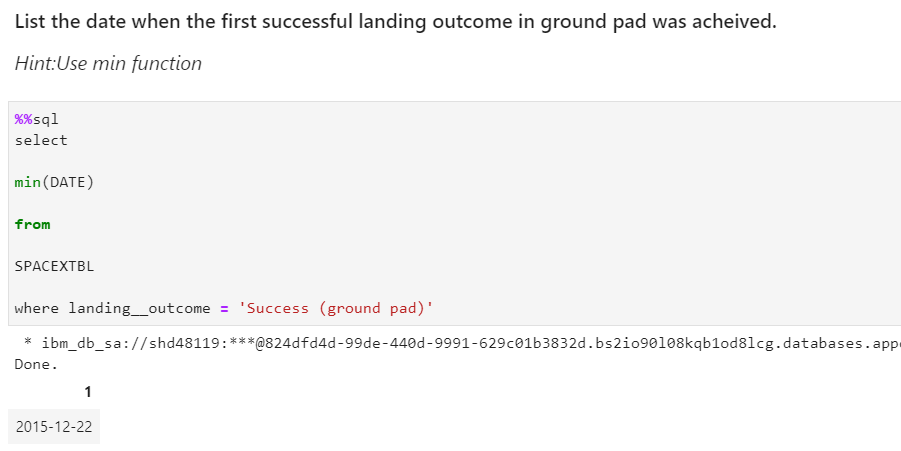 List the date when the first successful landing outcome in ground pad was acheived.
Hint:Use min function
%%sql
select
min(DATE)
from
SPACEXTBL
where landing__outcome = 'Success (ground pad)'
* ibm_db_sa://shd48119:***@824dfd4d-99de-440d-9991-629c01b3832d.bs2io90l08kqb1od8lcg.databases.appd
Done.
1
2015-12-22